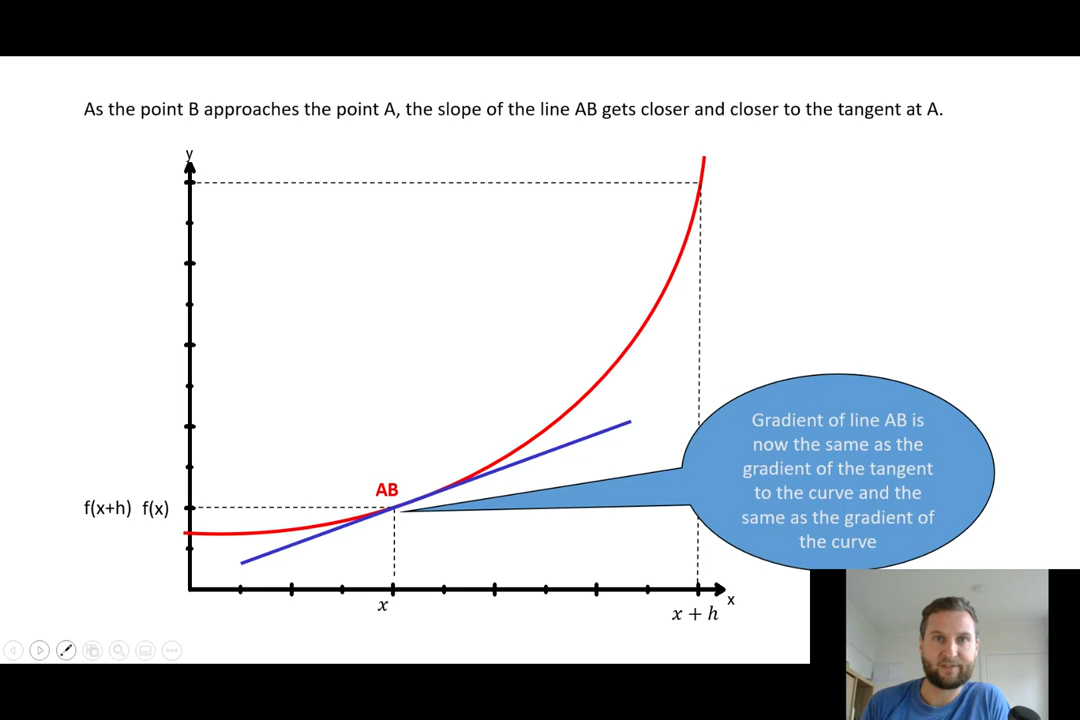 As the point B approaches the point A, the slope of the line AB gets closer and closer to the tangent at A.
y
AB
f(x+h) f(x)
Gradient of line AB is
now the same as the
gradient of the tangent
to the curve and the
same as the gradient of
the curve
x
x
x + h